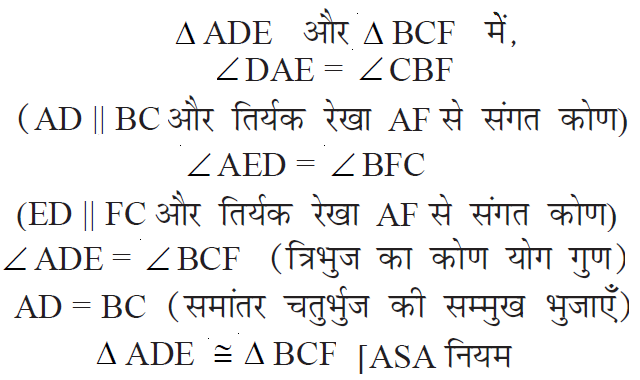 Δ ADE और Δ BCF में,
∠DAE = ∠CBF
(AD || BC और तिर्यक रेखा AF से संगत कोण)
∠AED = ∠BFC
(ED || FC और तिर्यक रेखा AF से संगत कोण)
∠ADE = ∠BCF (त्रिभुज का कोण योग गुण)
AD = BC (समांतर चतुर्भुज की सम्मुख भुजाएँ)
Δ ADE ≅ Δ BCF [ASA नियम